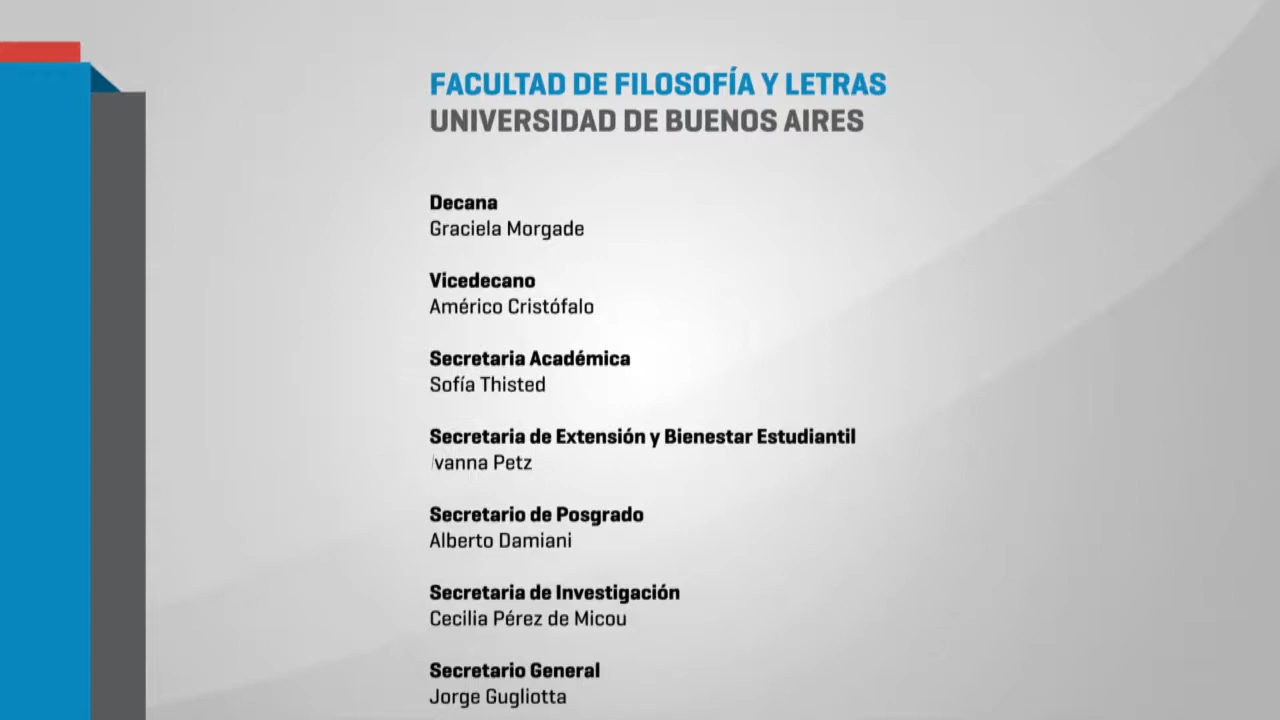 FACULTAD DE FILOSOFÍA Y LETRAS
UNIVERSIDAD DE BUENOS AIRES
Decana
Graciela Morgade
Vicedecano
Américo Cristófalo
Secretaria Académica
Sofía Thisted
Secretaria de Extensión y Bienestar Estudiantil
Ivanna Petz
Secretario de Posgrado
Alberto Damiani
Secretaria de Investigación
Cecilia Pérez de Micou
Secretario General
Jorge Gugliotta